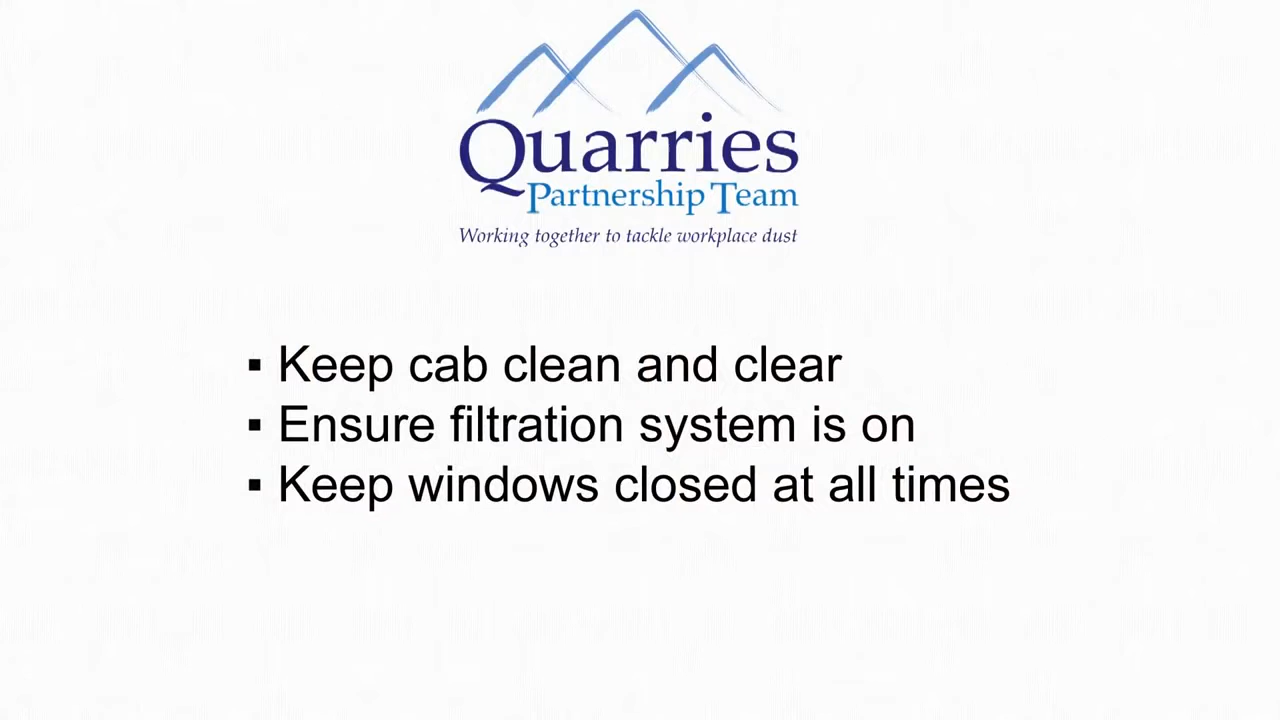 Quarries
Partnership Team
Working together to tackle workplace dust
▪ Keep cab clean and clear
▪ Ensure filtration system is on
▪ Keep windows closed at all times